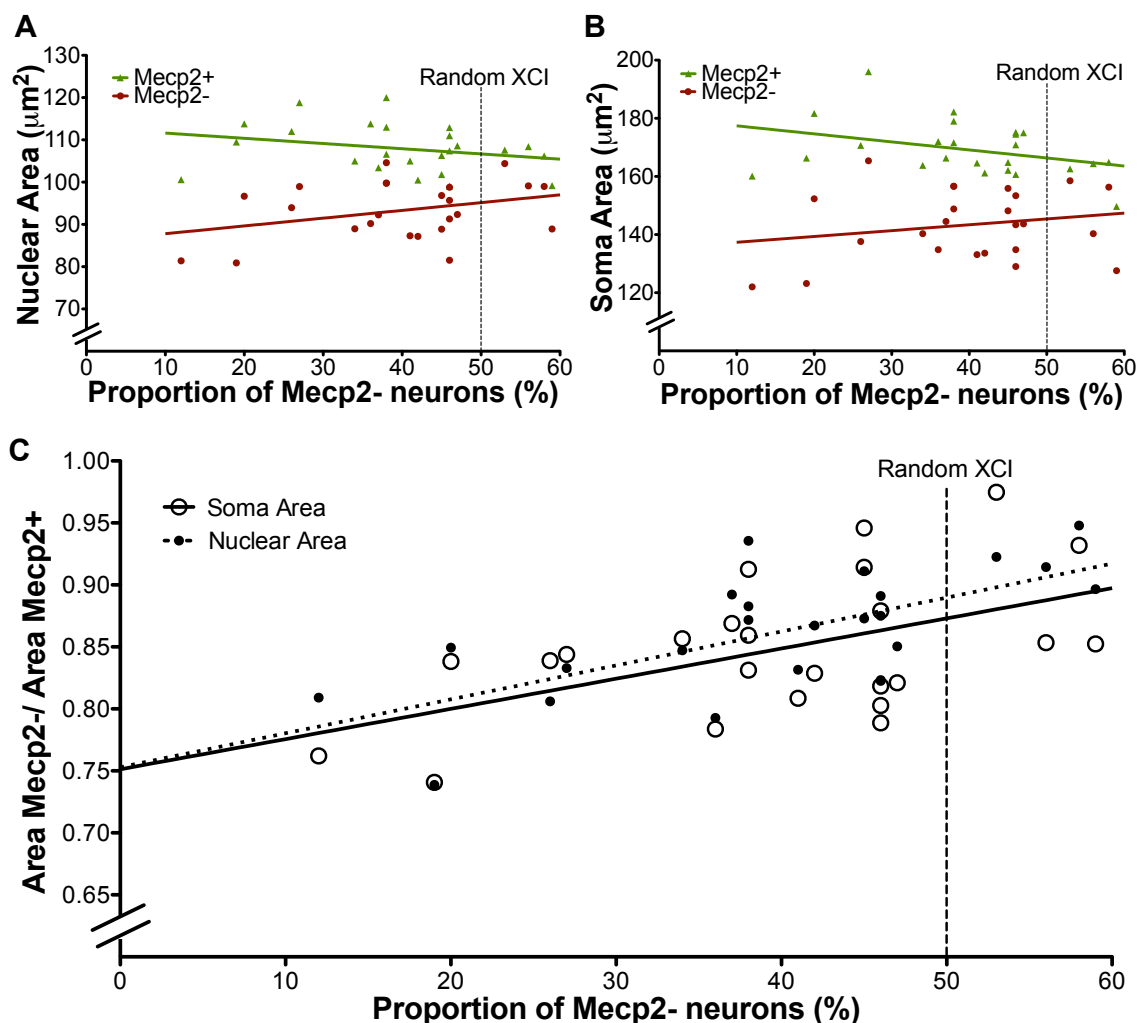 A
Nuclear Area (μm²)
130
120
110
100
90
80
70
Mecp2+
Mecp2-
Random XCI
0 10 20 30 40 50 60
Proportion of Mecp2- neurons (%)
B
Soma Area (μm²)
200
180
160
140
120
Mecp2+
Mecp2-
Random XCI
0 10 20 30 40 50 60
Proportion of Mecp2- neurons (%)
C
Area Mecp2-/ Area Mecp2+
1.00
0.95
0.90
0.85
0.80
0.75
0.70
0.65
Soma Area
Nuclear Area
Random XCI
0 10 20 30 40 50 60
Proportion of Mecp2- neurons (%)